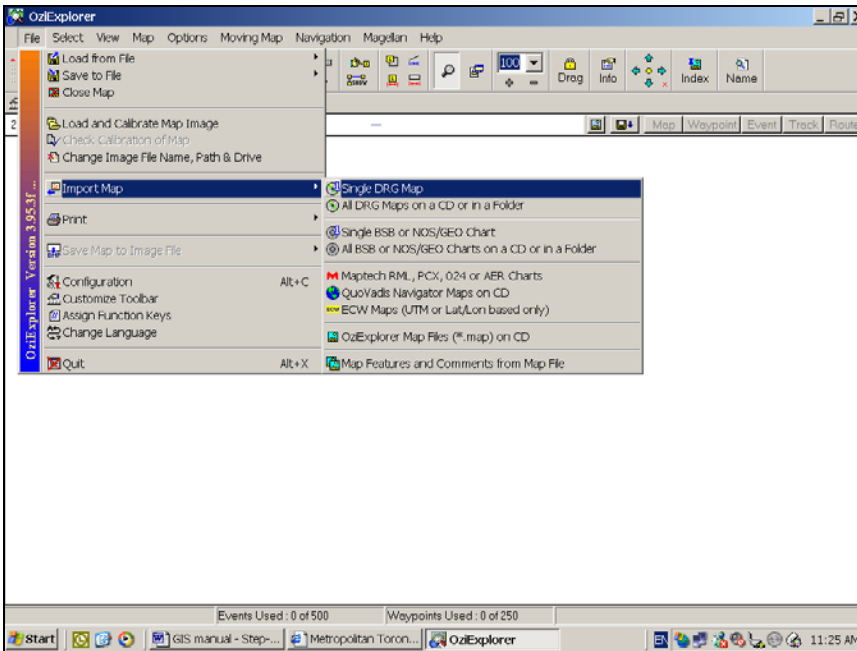 OziExplorer
File Select View Map Options Moving Map Navigation Magellan Help
100 Drag Info Index Name
Map Waypoint Event Track Route
Load from File
Save to File
Close Map
Load and Calibrate Map Image
Check Calibration of Map
Change Image File Name, Path & Drive
Import Map
Print
Save Map to Image File
Configuration Alt+C
Customize Toolbar
Assign Function Keys
Change Language
Quit Alt+X
OziExplorer Version 3.95.3f ...
Single DRG Map
All DRG Maps on a CD or in a Folder
Single BSB or NOS/GEO Chart
All BSB or NOS/GEO Charts on a CD or in a Folder
Maptech RML, PCX, 024 or AER Charts
QuoVadis Navigator Maps on CD
ECW Maps (UTM or Lat/Lon based only)
OziExplorer Map Files (*.map) on CD
Map Features and Comments from Map File
Events Used : 0 of 500 Waypoints Used : 0 of 250
Start GIS manual - Step-... Metropolitan Toron... OziExplorer EN 11:25 AM